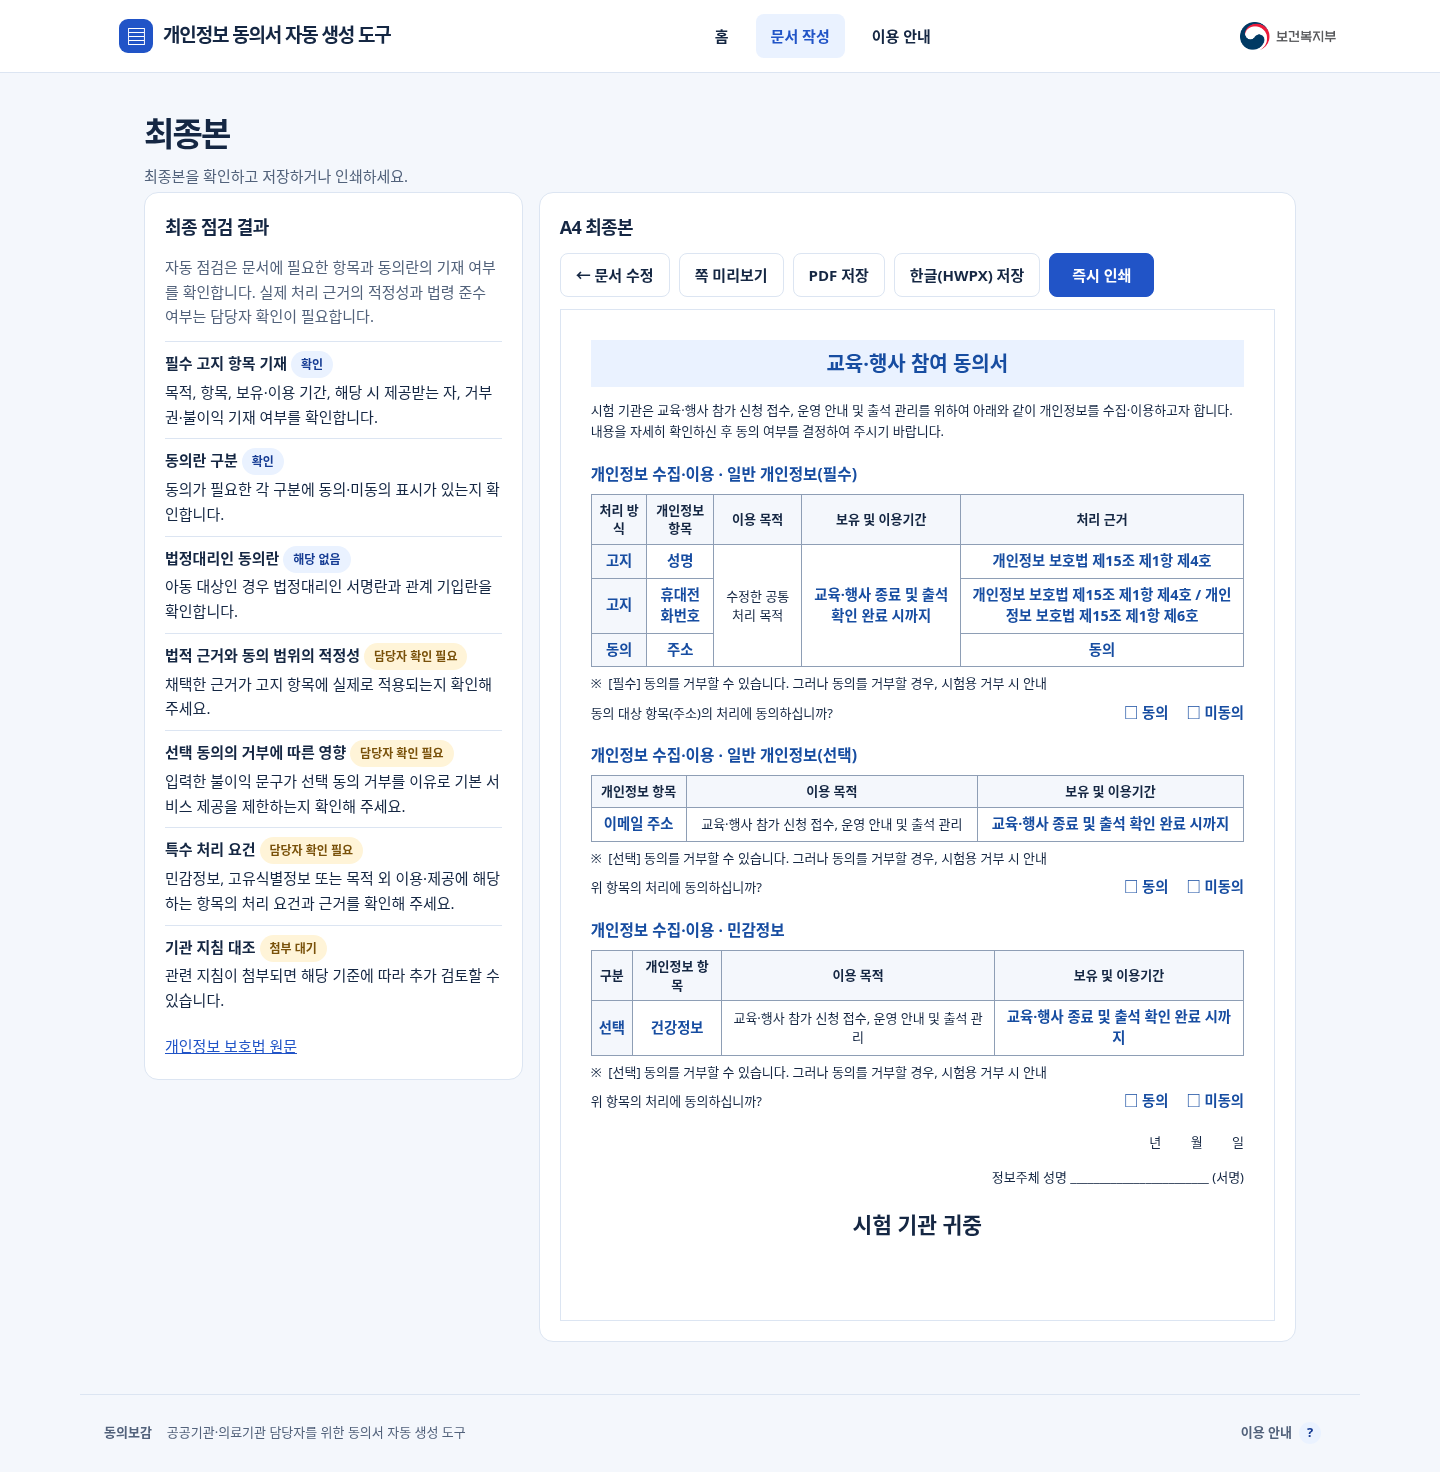 개인정보 동의서 자동 생성 도구
홈
문서 작성
이용 안내
보건복지부
최종본
최종본을 확인하고 저장하거나 인쇄하세요.
최종 점검 결과
자동 점검은 문서에 필요한 항목과 동의란의 기재 여부
를 확인합니다. 실제 처리 근거의 적정성과 법령 준수
여부는 담당자 확인이 필요합니다.
필수 고지 항목 기재 확인
목적, 항목, 보유·이용 기간, 해당 시 제공받는 자, 거부
권·불이익 기재 여부를 확인합니다.
동의란 구분 확인
동의가 필요한 각 구분에 동의·미동의 표시가 있는지 확
인합니다.
법정대리인 동의란 해당 없음
아동 대상인 경우 법정대리인 서명란과 관계 기입란을
확인합니다.
법적 근거와 동의 범위의 적정성 담당자 확인 필요
채택한 근거가 고지 항목에 실제로 적용되는지 확인해
주세요.
선택 동의의 거부에 따른 영향 담당자 확인 필요
입력한 불이익 문구가 선택 동의 거부를 이유로 기본 서
비스 제공을 제한하는지 확인해 주세요.
특수 처리 요건 담당자 확인 필요
민감정보, 고유식별정보 또는 목적 외 이용·제공에 해당
하는 항목의 처리 요건과 근거를 확인해 주세요.
기관 지침 대조 첨부 대기
관련 지침이 첨부되면 해당 기준에 따라 추가 검토할 수
있습니다.
개인정보 보호법 원문
A4 최종본
← 문서 수정
쪽 미리보기
PDF 저장
한글(HWPX) 저장
즉시 인쇄
교육·행사 참여 동의서
시험 기관은 교육·행사 참가 신청 접수, 운영 안내 및 출석 관리를 위하여 아래와 같이 개인정보를 수집·이용하고자 합니다.
내용을 자세히 확인하신 후 동의 여부를 결정하여 주시기 바랍니다.
개인정보 수집·이용 · 일반 개인정보(필수)
처리 방
식
개인정보
항목
이용 목적
보유 및 이용기간
처리 근거
고지
성명
수정한 공통
처리 목적
교육·행사 종료 및 출석
확인 완료 시까지
개인정보 보호법 제15조 제1항 제4호
고지
휴대전
화번호
개인정보 보호법 제15조 제1항 제4호 / 개인
정보 보호법 제15조 제1항 제6호
동의
주소
동의
※ [필수] 동의를 거부할 수 있습니다. 그러나 동의를 거부할 경우, 시험용 거부 시 안내
동의 대상 항목(주소)의 처리에 동의하십니까?
□ 동의 □ 미동의
개인정보 수집·이용 · 일반 개인정보(선택)
개인정보 항목
이용 목적
보유 및 이용기간
이메일 주소
교육·행사 참가 신청 접수, 운영 안내 및 출석 관리
교육·행사 종료 및 출석 확인 완료 시까지
※ [선택] 동의를 거부할 수 있습니다. 그러나 동의를 거부할 경우, 시험용 거부 시 안내
위 항목의 처리에 동의하십니까?
□ 동의 □ 미동의
개인정보 수집·이용 · 민감정보
구분
개인정보 항
목
이용 목적
보유 및 이용기간
선택
건강정보
교육·행사 참가 신청 접수, 운영 안내 및 출석 관
리
교육·행사 종료 및 출석 확인 완료 시까
지
※ [선택] 동의를 거부할 수 있습니다. 그러나 동의를 거부할 경우, 시험용 거부 시 안내
위 항목의 처리에 동의하십니까?
□ 동의 □ 미동의
년 월 일
정보주체 성명 ______________________ (서명)
시험 기관 귀중
동의보감 공공기관·의료기관 담당자를 위한 동의서 자동 생성 도구
이용 안내 ?